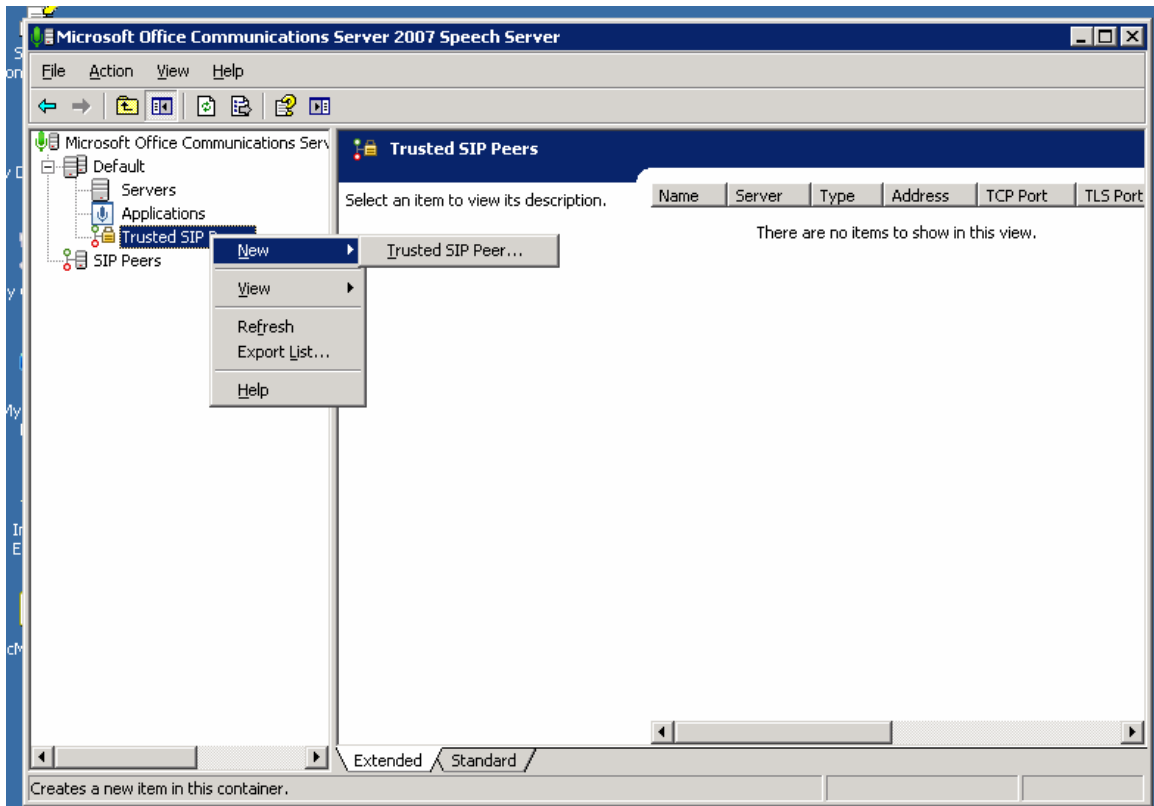 Microsoft Office Communications Server 2007 Speech Server
File Action View Help
Microsoft Office Communications Serv
Default
Servers
Applications
Trusted SIP
SIP Peers
New
View
Refresh
Export List...
Help
Trusted SIP Peer...
Trusted SIP Peers
Select an item to view its description.
Name Server Type Address TCP Port TLS Port
There are no items to show in this view.
Extended Standard
Creates a new item in this container.